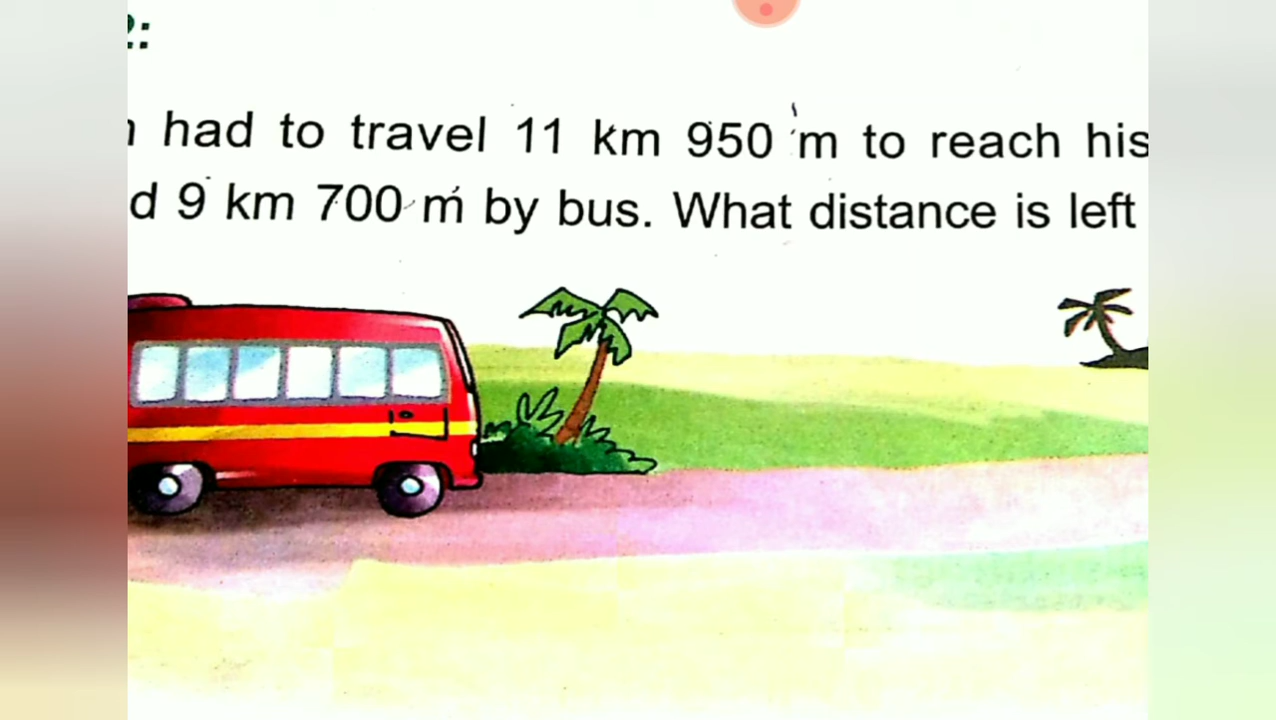 2:
had to travel 11 km 950 m to reach his
d 9 km 700 m by bus. What distance is left